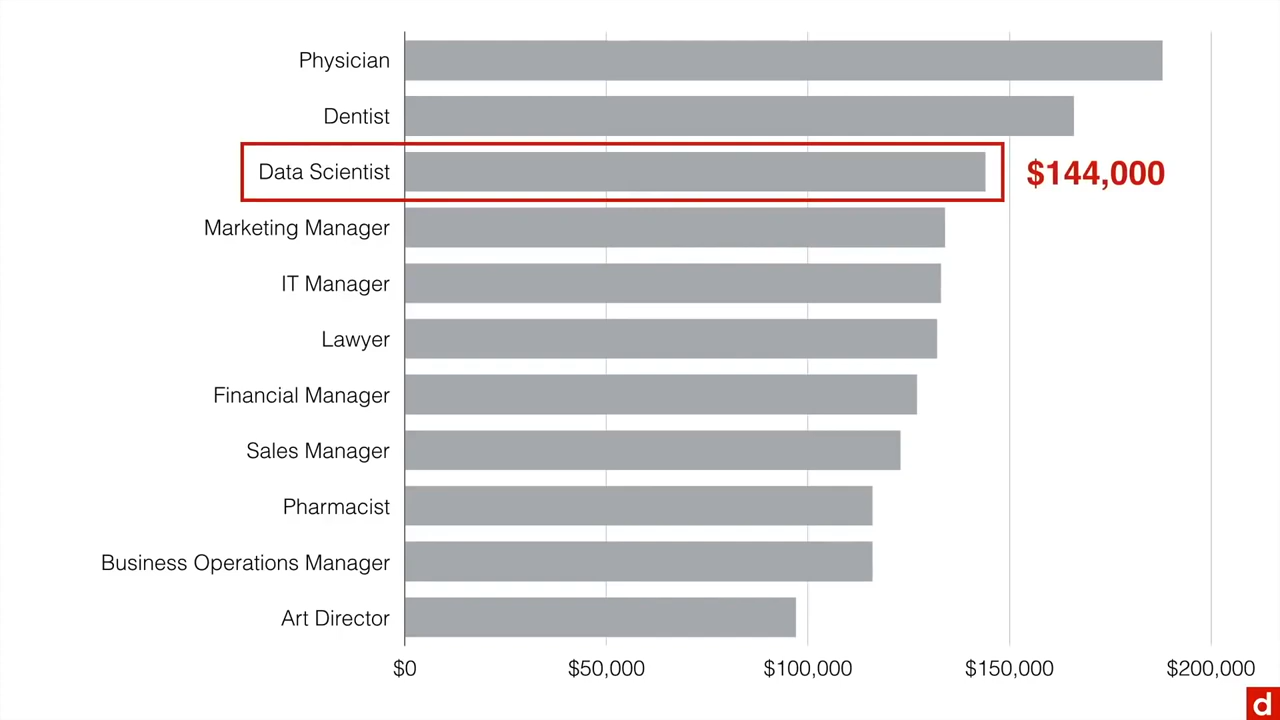 Physician
Dentist
Data Scientist
$144,000
Marketing Manager
IT Manager
Lawyer
Financial Manager
Sales Manager
Pharmacist
Business Operations Manager
Art Director
$0 $50,000 $100,000 $150,000 $200,000
d